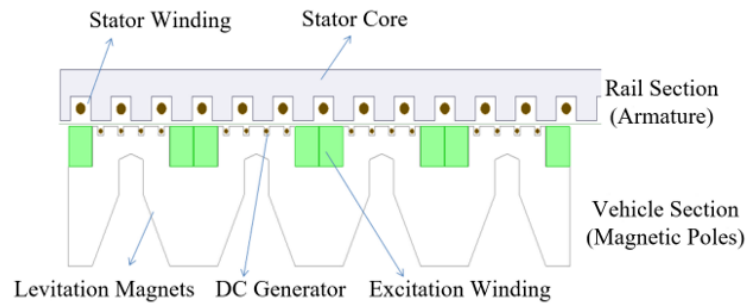 Stator Winding
Stator Core
Rail Section
(Armature)
Vehicle Section
(Magnetic Poles)
Levitation Magnets
DC Generator
Excitation Winding